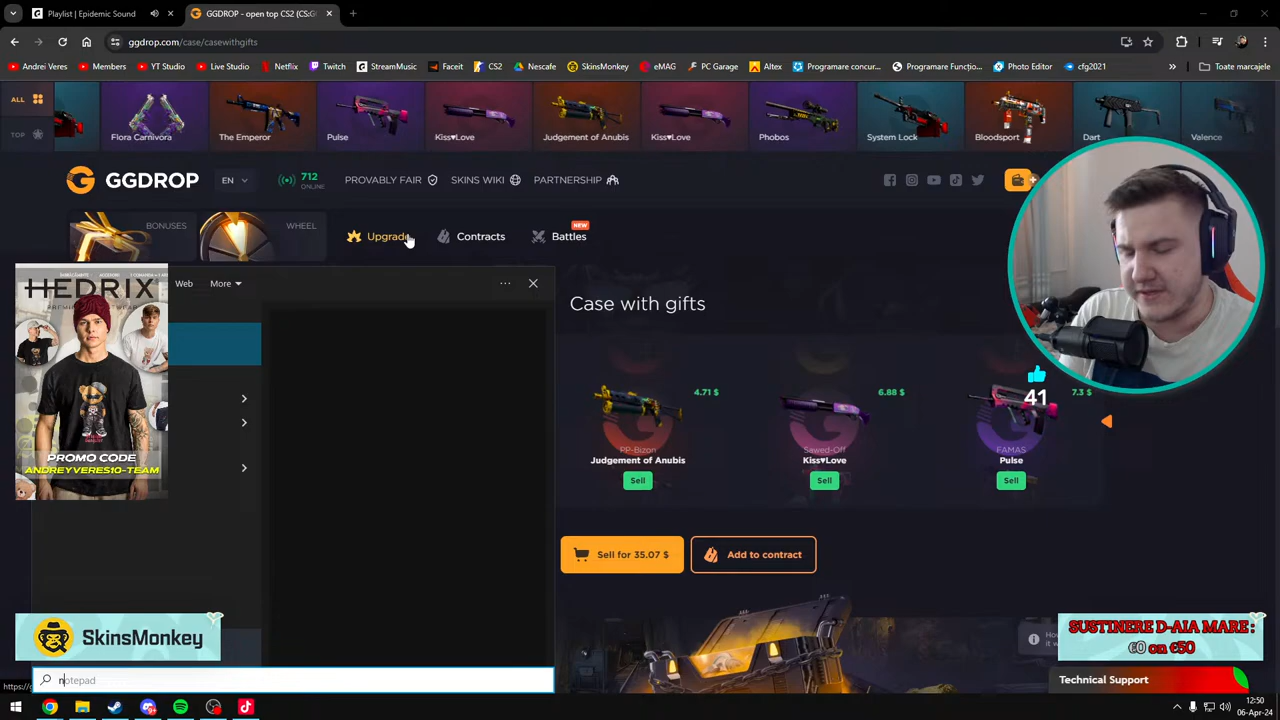 Playlist | Epidemic Sound
GGDROP - open top CS2 (CS:G
ggdrop.com/case/casewithgifts
Andrei Veres
Members
YT Studio
Live Studio
Netflix
Twitch
StreamMusic
Faceit
CS2
Nescafe
SkinsMonkey
eMAG
PC Garage
Altex
Programare concur...
Programare Funcțio...
Photo Editor
cfg2021
Toate marcajele
ALL
TOP
Flora Carnivora
The Emperor
Pulse
Kiss♥Love
Judgement of Anubis
Kiss♥Love
Phobos
System Lock
Bloodsport
Dart
Valence
GGDROP
EN
712
ONLINE
PROVABLY FAIR
SKINS WIKI
PARTNERSHIP
BONUSES
WHEEL
Upgrade
Contracts
NEW
Battles
Web
More
Case with gifts
HEDRIX
4.71 $
6.88 $
7.3 $
41
PP-Bizon
Judgement of Anubis
Sell
Sawed-Off
Kiss♥Love
Sell
FAMAS
Pulse
Sell
PROMO CODE
ANDREYVERES10-TEAM
Sell for 35.07 $
Add to contract
SkinsMonkey
SUSTINERE D-AIA MARE :
€0 on €50
notepad
Technical Support
12:50
06-Apr-24